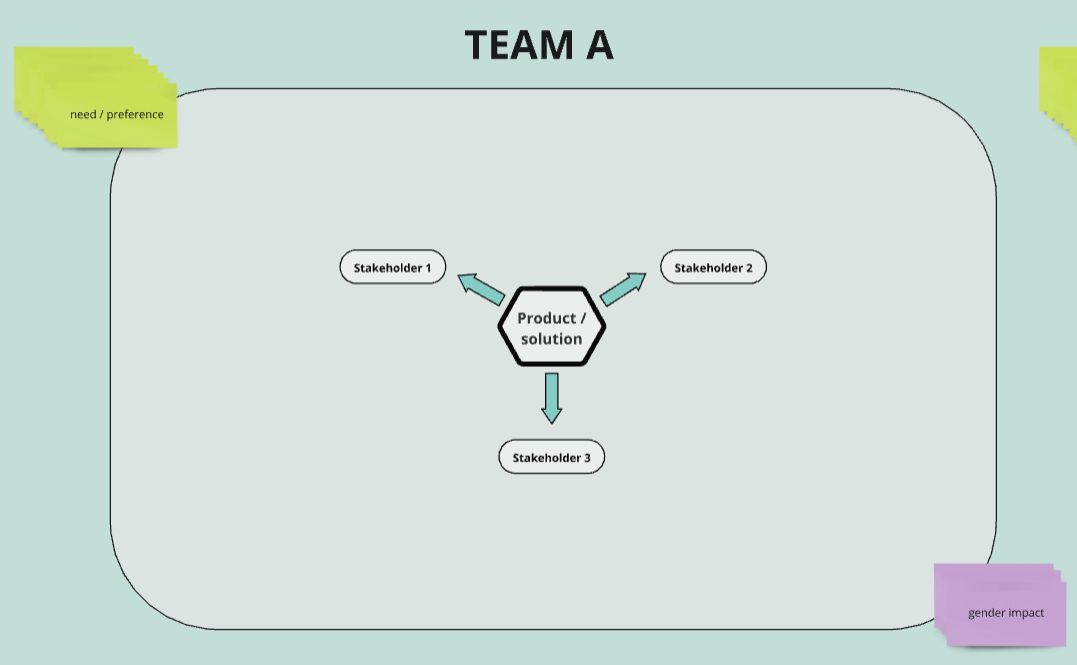 TEAM A
need / preference
Stakeholder 1
Stakeholder 2
Product /
solution
Stakeholder 3
gender impact